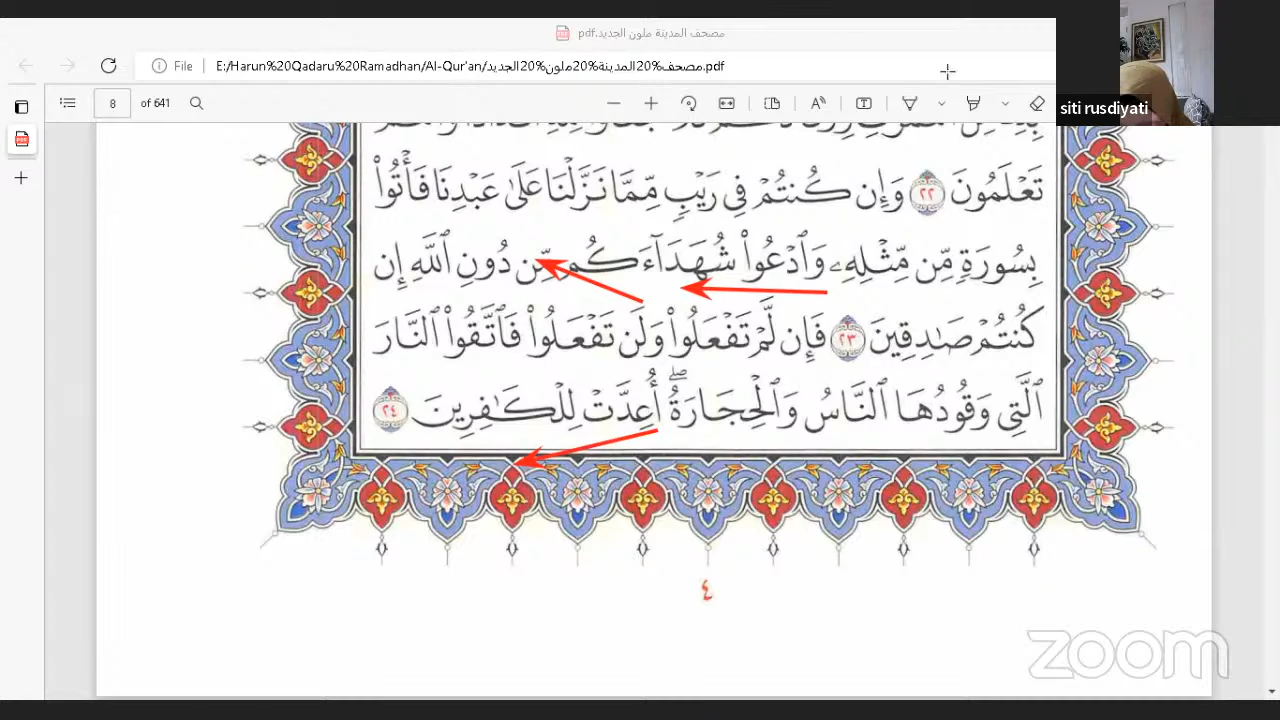 مصحف المدينة ملون الجديد.pdf
File E:/Harun%20Qadaru%20Ramadhan/Al-Qur'an/مصحف%20المدينة%20ملون%20الجديد.pdf
siti rusdiyati
8 of 641
تَعْلَمُونَ ٢٢ وَإِن كُنتُمْ فِى رَيْبٍ مِّمَّا نَزَّلْنَا عَلَىٰ عَبْدِنَا فَأْتُوا۟
بِسُورَةٍ مِّن مِّثْلِهِۦ وَٱدْعُوا۟ شُهَدَآءَكُم مِّن دُونِ ٱللَّهِ إِن
كُنتُمْ صَـٰدِقِينَ ٢٣ فَإِن لَّمْ تَفْعَلُوا۟ وَلَن تَفْعَلُوا۟ فَٱتَّقُوا۟ ٱلنَّارَ
ٱلَّتِى وَقُودُهَا ٱلنَّاسُ وَٱلْحِجَارَةُ ۖ أُعِدَّتْ لِلْكَـٰفِرِينَ ٢٤
٤
zoom